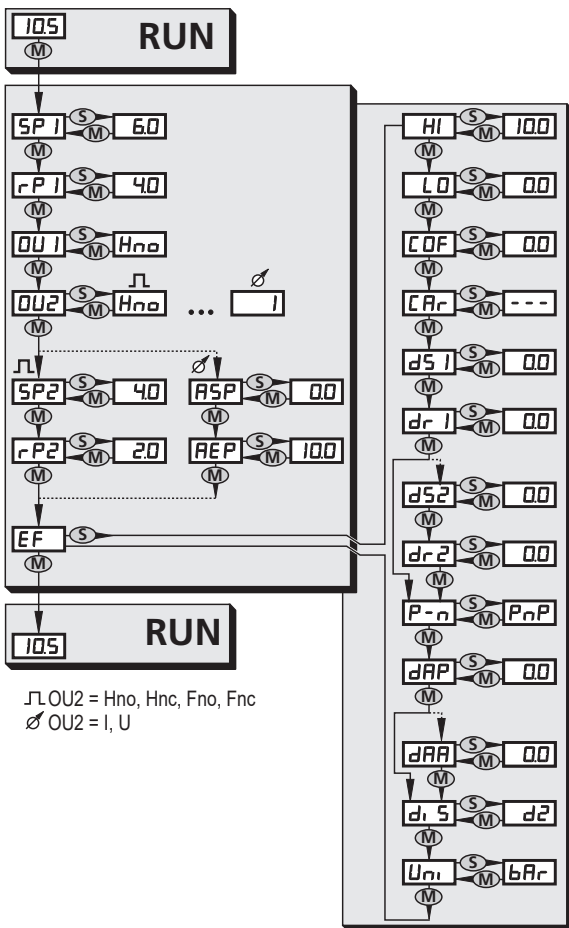 10.5 RUN
M
SP1 S M 6.0
M
rP1 S M 4.0
M
OU1 S M Hno
M
OU2 S M Hno ... I
M
SP2 S M 4.0 ASP S M 0.0
M M
rP2 S M 2.0 AEP S M 10.0
M M
EF S
M
10.5 RUN
OU2 = Hno, Hnc, Fno, Fnc
OU2 = I, U
HI S M 10.0
M
LO S M 0.0
M
COF S M 0.0
M
CAr S M ---
M
dS1 S M 0.0
M
dr1 S M 0.0
M
dS2 S M 0.0
M
dr2 S M 0.0
M
P-n S M PnP
M
dAP S M 0.0
M
dAA S M 0.0
M
diS S M d2
M
Uni S M bAr
M